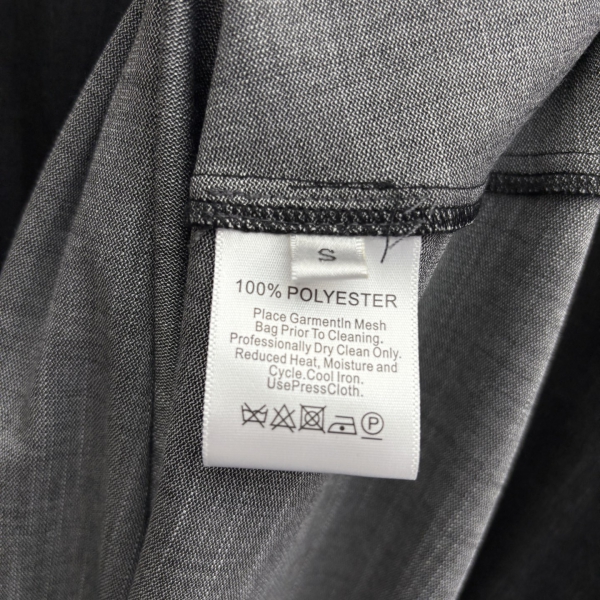 S
100% POLYESTER
Place GarmentIn Mesh
Bag Prior To Cleaning.
Professionally Dry Clean Only.
Reduced Heat, Moisture and
Cycle.Cool Iron.
UsePressCloth.
P